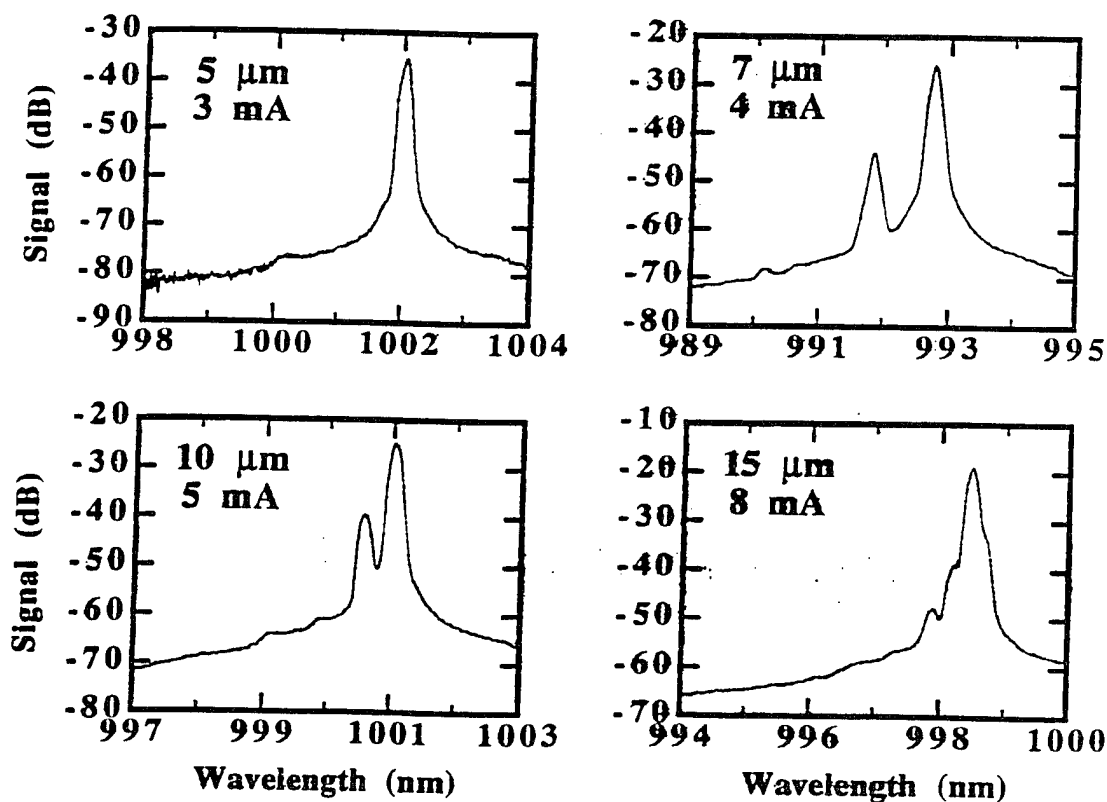 -30
-40
-50
-60
-70
-80
-90
Signal (dB)
5 μm
3 mA
998 1000 1002 1004
-20
-30
-40
-50
-60
-70
-80
7 μm
4 mA
989 991 993 995
-20
-30
-40
-50
-60
-70
-80
Signal (dB)
10 μm
5 mA
997 999 1001 1003
Wavelength (nm)
-10
-20
-30
-40
-50
-60
-70
15 μm
8 mA
994 996 998 1000
Wavelength (nm)